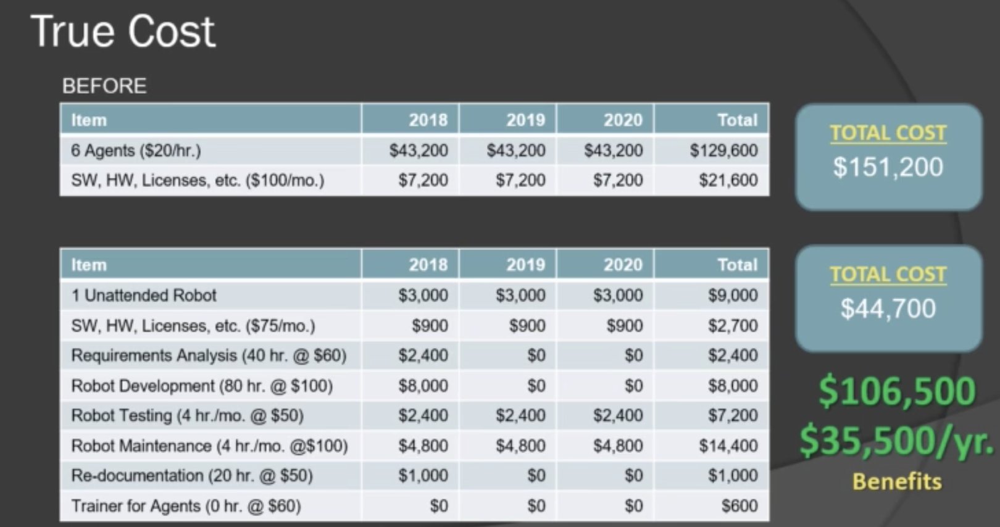 True Cost
BEFORE
Item 2018 2019 2020 Total
6 Agents ($20/hr.) $43,200 $43,200 $43,200 $129,600
SW, HW, Licenses, etc. ($100/mo.) $7,200 $7,200 $7,200 $21,600
TOTAL COST
$151,200
Item 2018 2019 2020 Total
1 Unattended Robot $3,000 $3,000 $3,000 $9,000
SW, HW, Licenses, etc. ($75/mo.) $900 $900 $900 $2,700
Requirements Analysis (40 hr. @ $60) $2,400 $0 $0 $2,400
Robot Development (80 hr. @ $100) $8,000 $0 $0 $8,000
Robot Testing (4 hr./mo. @ $50) $2,400 $2,400 $2,400 $7,200
Robot Maintenance (4 hr./mo. @$100) $4,800 $4,800 $4,800 $14,400
Re-documentation (20 hr. @ $50) $1,000 $0 $0 $1,000
Trainer for Agents (0 hr. @ $60) $0 $0 $0 $600
TOTAL COST
$44,700
$106,500
$35,500/yr.
Benefits